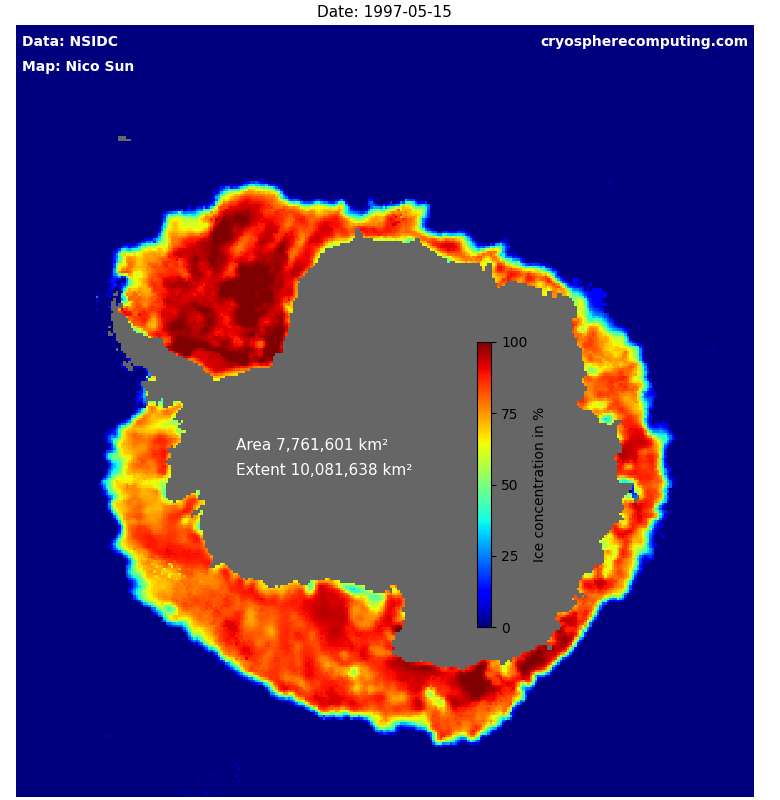 Date: 1997-05-15
Data: NSIDC
cryospherecomputing.com
Map: Nico Sun
100
75
50
25
0
Ice concentration in %
Area 7,761,601 km²
Extent 10,081,638 km²